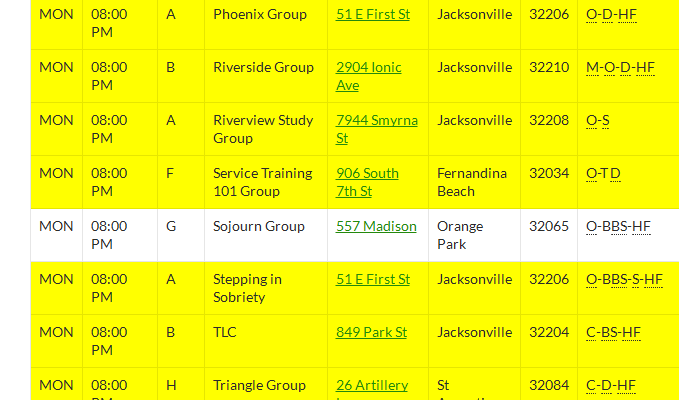 MON 08:00 PM A Phoenix Group 51 E First St Jacksonville 32206 O-D-HF
MON 08:00 PM B Riverside Group 2904 Ionic Ave Jacksonville 32210 M-O-D-HF
MON 08:00 PM A Riverview Study Group 7944 Smyrna St Jacksonville 32208 O-S
MON 08:00 PM F Service Training 101 Group 906 South 7th St Fernandina Beach 32034 O-TD
MON 08:00 PM G Sojourn Group 557 Madison Orange Park 32065 O-BBS-HF
MON 08:00 PM A Stepping in Sobriety 51 E First St Jacksonville 32206 O-BBS-S-HF
MON 08:00 PM B TLC 849 Park St Jacksonville 32204 C-BS-HF
MON 08:00 H Triangle Group 26 Artillery St 32084 C-D-HF